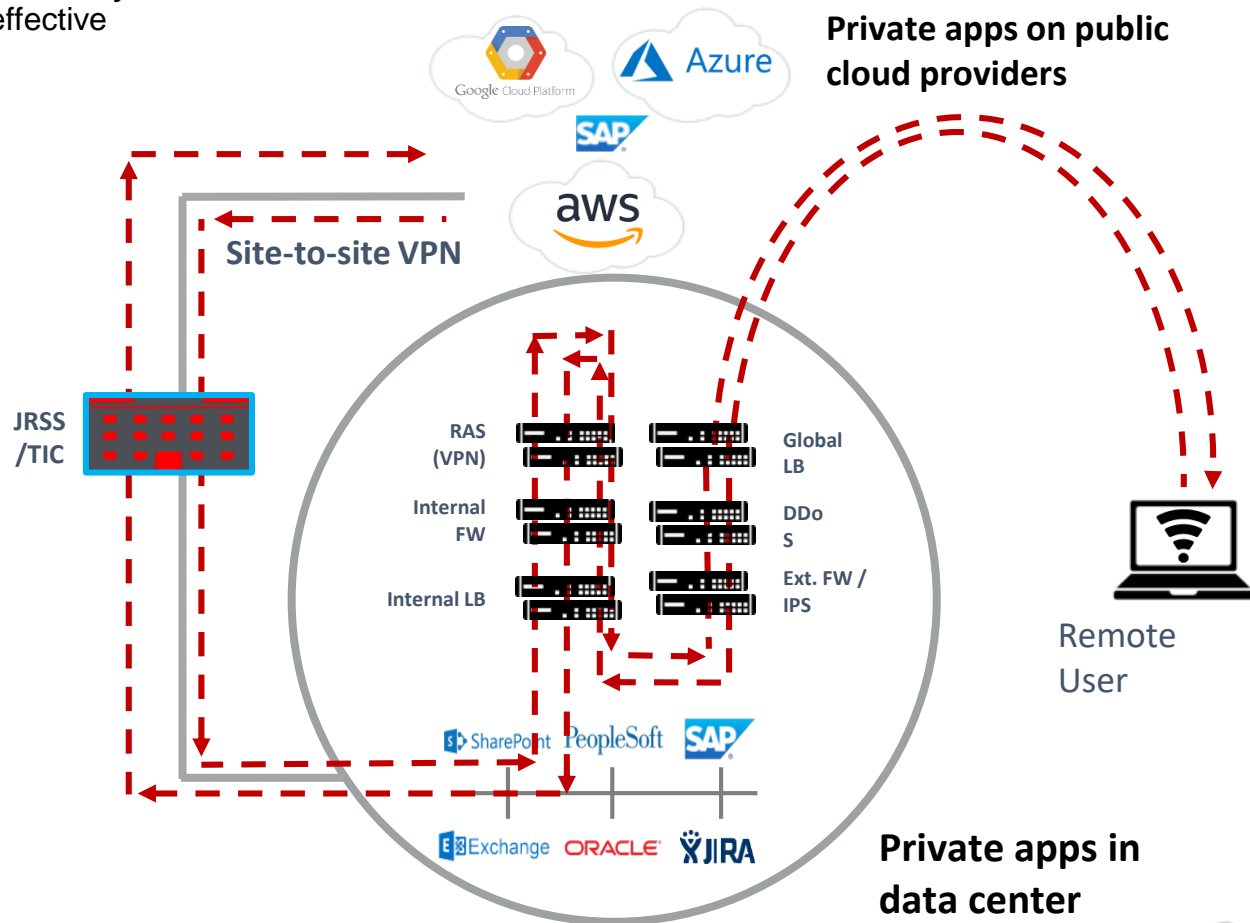 effective
Private apps on public
cloud providers
Google Cloud Platform
Azure
SAP
aws
Site-to-site VPN
JRSS
/TIC
RAS
(VPN)
Global
LB
Internal
FW
DDo
S
Internal LB
Ext. FW /
IPS
Remote
User
S SharePoint
PeopleSoft
SAP
E Exchange
ORACLE
JIRA
Private apps in
data center